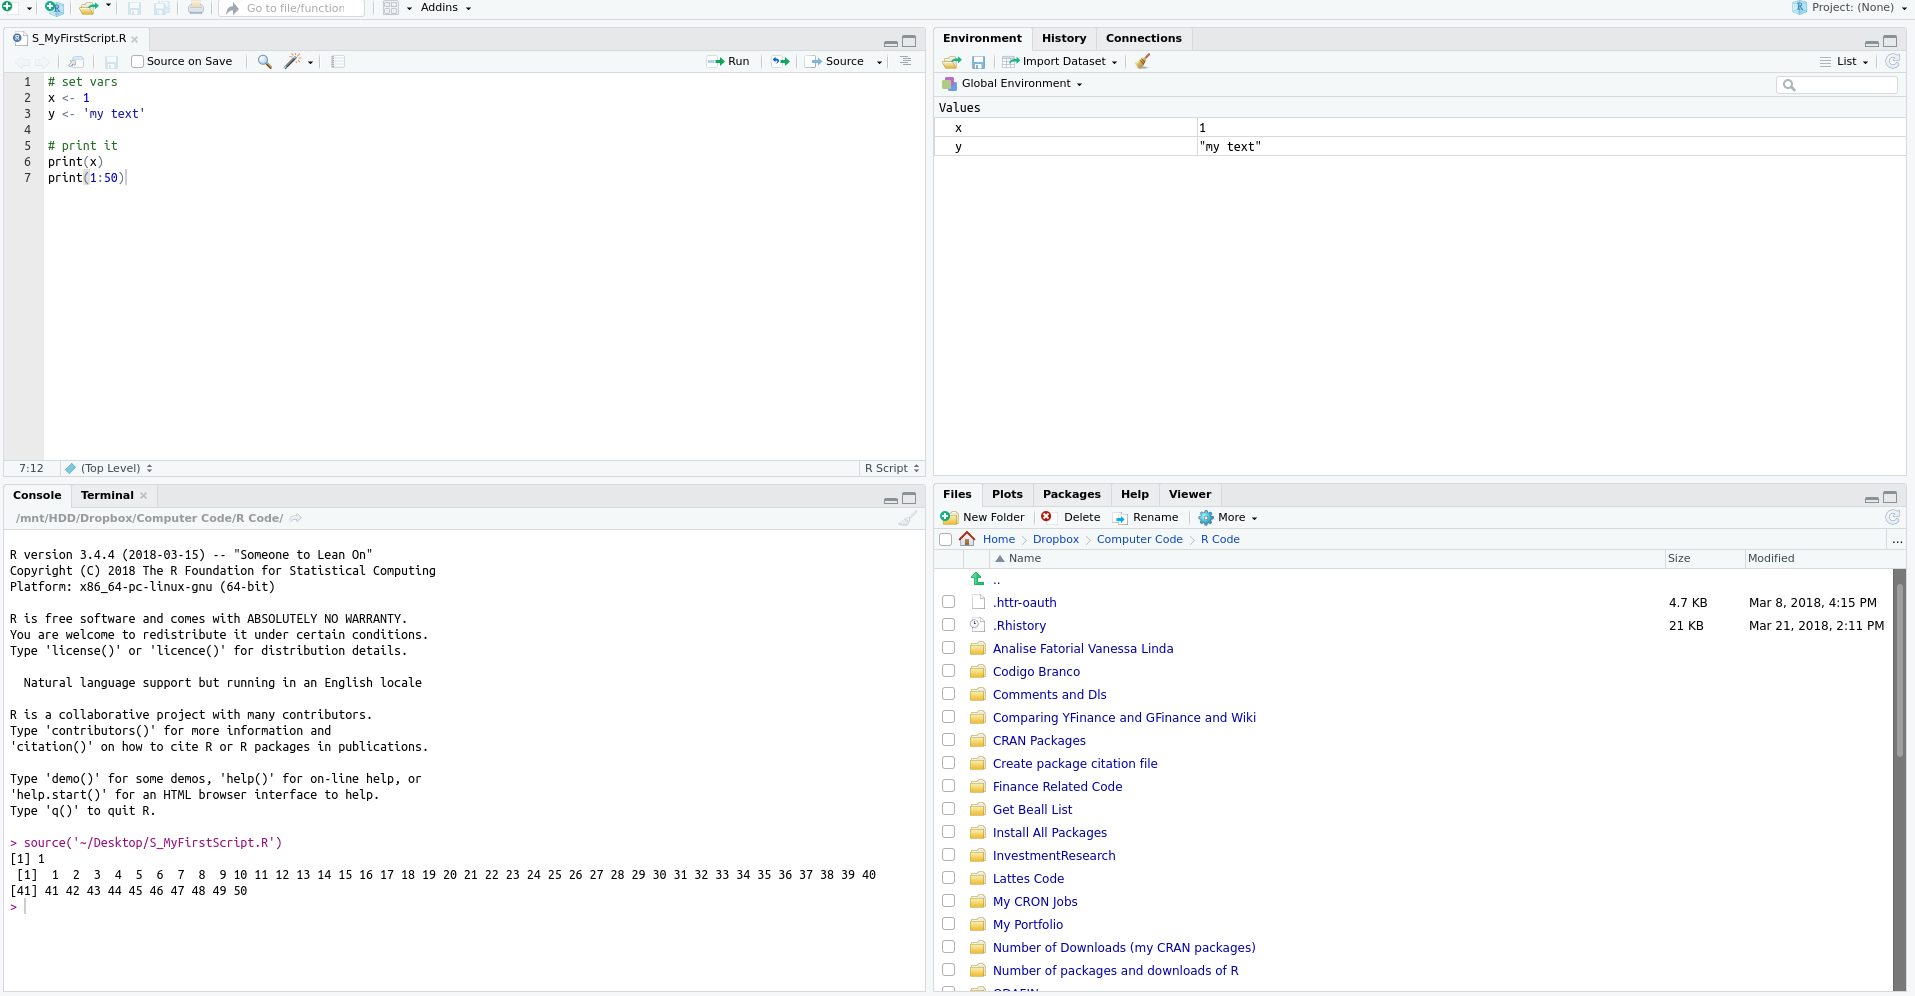 Go to file/function
Addins
Project: (None)
S_MyFirstScript.R
Source on Save
Run
Source
1 # set vars
2 x <- 1
3 y <- 'my text'
4
5 # print it
6 print(x)
7 print(1:50)
7:12
(Top Level)
R Script
Environment
History
Connections
Import Dataset
List
Global Environment
Values
x 1
y "my text"
Console
Terminal
/mnt/HDD/Dropbox/Computer Code/R Code/
R version 3.4.4 (2018-03-15) -- "Someone to Lean On"
Copyright (C) 2018 The R Foundation for Statistical Computing
Platform: x86_64-pc-linux-gnu (64-bit)
R is free software and comes with ABSOLUTELY NO WARRANTY.
You are welcome to redistribute it under certain conditions.
Type 'license()' or 'licence()' for distribution details.
Natural language support but running in an English locale
R is a collaborative project with many contributors.
Type 'contributors()' for more information and
'citation()' on how to cite R or R packages in publications.
Type 'demo()' for some demos, 'help()' for on-line help, or
'help.start()' for an HTML browser interface to help.
Type 'q()' to quit R.
> source('~/Desktop/S_MyFirstScript.R')
[1] 1
[1] 1 2 3 4 5 6 7 8 9 10 11 12 13 14 15 16 17 18 19 20 21 22 23 24 25 26 27 28 29 30 31 32 33 34 35 36 37 38 39 40
[41] 41 42 43 44 45 46 47 48 49 50
>
Files
Plots
Packages
Help
Viewer
New Folder
Delete
Rename
More
Home
Dropbox
Computer Code
R Code
...
Name Size Modified
..
.httr-oauth 4.7 KB Mar 8, 2018, 4:15 PM
.Rhistory 21 KB Mar 21, 2018, 2:11 PM
Analise Fatorial Vanessa Linda
Codigo Branco
Comments and Dls
Comparing YFinance and GFinance and Wiki
CRAN Packages
Create package citation file
Finance Related Code
Get Beall List
Install All Packages
InvestmentResearch
Lattes Code
My CRON Jobs
My Portfolio
Number of Downloads (my CRAN packages)
Number of packages and downloads of R